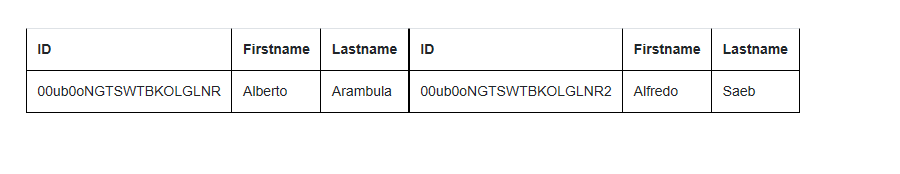 ID Firstname Lastname ID Firstname Lastname
00ub0oNGTSWTBKOLGLNR Alberto Arambula 00ub0oNGTSWTBKOLGLNR2 Alfredo Saeb